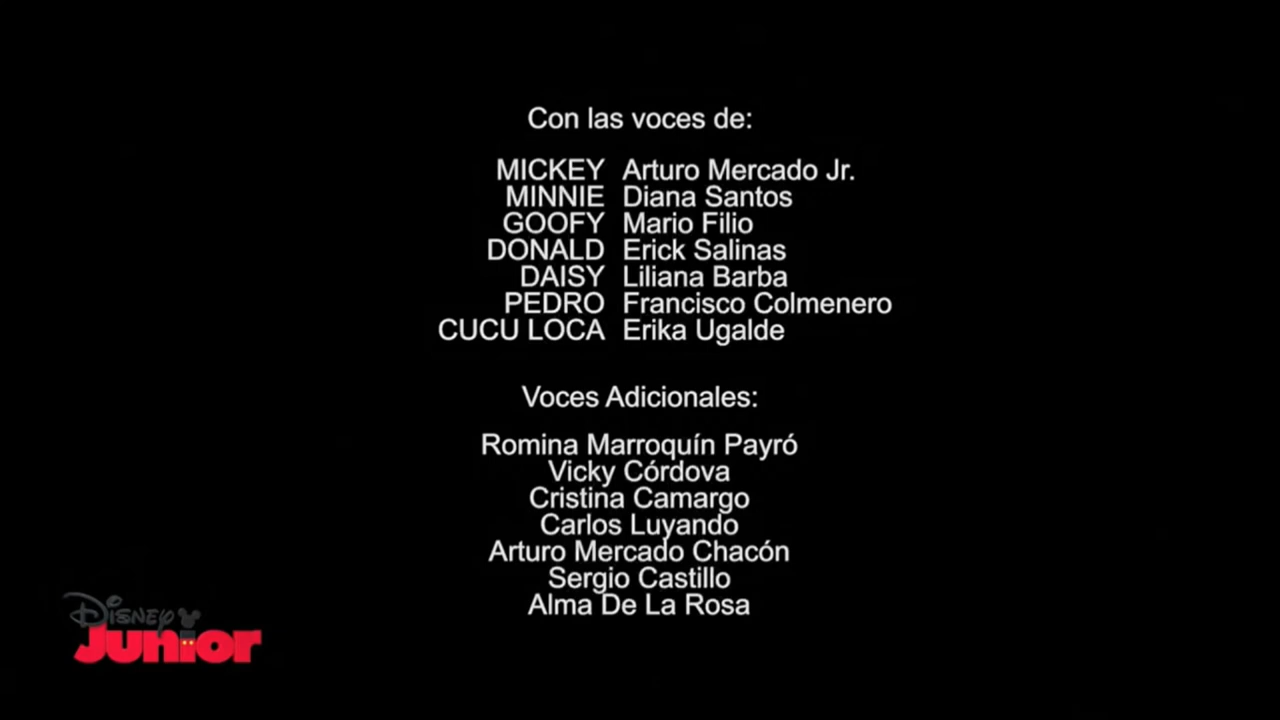 Con las voces de:
MICKEY Arturo Mercado Jr.
MINNIE Diana Santos
GOOFY Mario Filio
DONALD Erick Salinas
DAISY Liliana Barba
PEDRO Francisco Colmenero
CUCU LOCA Erika Ugalde
Voces Adicionales:
Romina Marroquín Payró
Vicky Córdova
Cristina Camargo
Carlos Luyando
Arturo Mercado Chacón
Sergio Castillo
Alma De La Rosa
DISNEY
JUNIOR